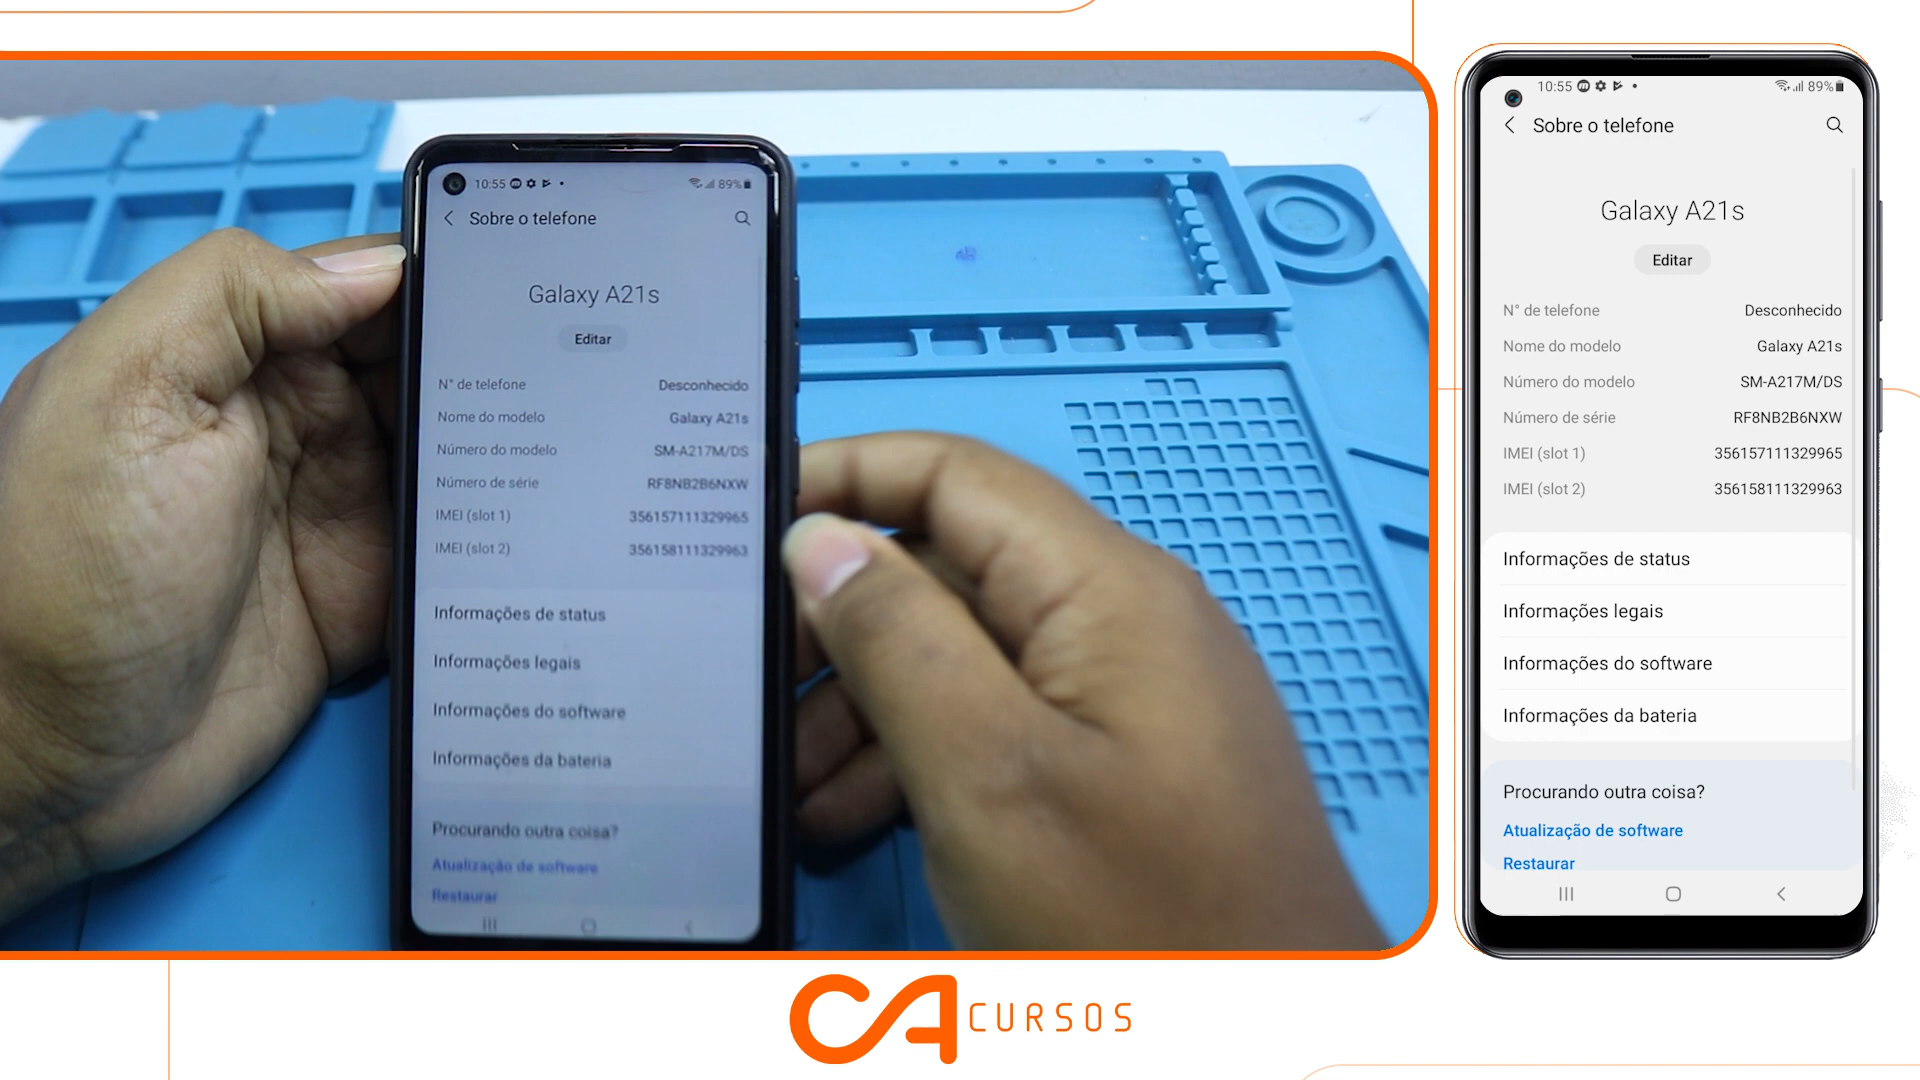 10:55 89%
Sobre o telefone
Galaxy A21s
Editar
N° de telefone Desconhecido
Nome do modelo Galaxy A21s
Número do modelo SM-A217M/DS
Número de série RF8NB2B6NXW
IMEI (slot 1) 356157111329965
IMEI (slot 2) 356158111329963
Informações de status
Informações legais
Informações do software
Informações da bateria
Procurando outra coisa?
Atualização de software
Restaurar
10:55 89%
Sobre o telefone
Galaxy A21s
Editar
N° de telefone Desconhecido
Nome do modelo Galaxy A21s
Número do modelo SM-A217M/DS
Número de série RF8NB2B6NXW
IMEI (slot 1) 356157111329965
IMEI (slot 2) 356158111329963
Informações de status
Informações legais
Informações do software
Informações da bateria
Procurando outra coisa?
Atualização de software
Restaurar
CA CURSOS